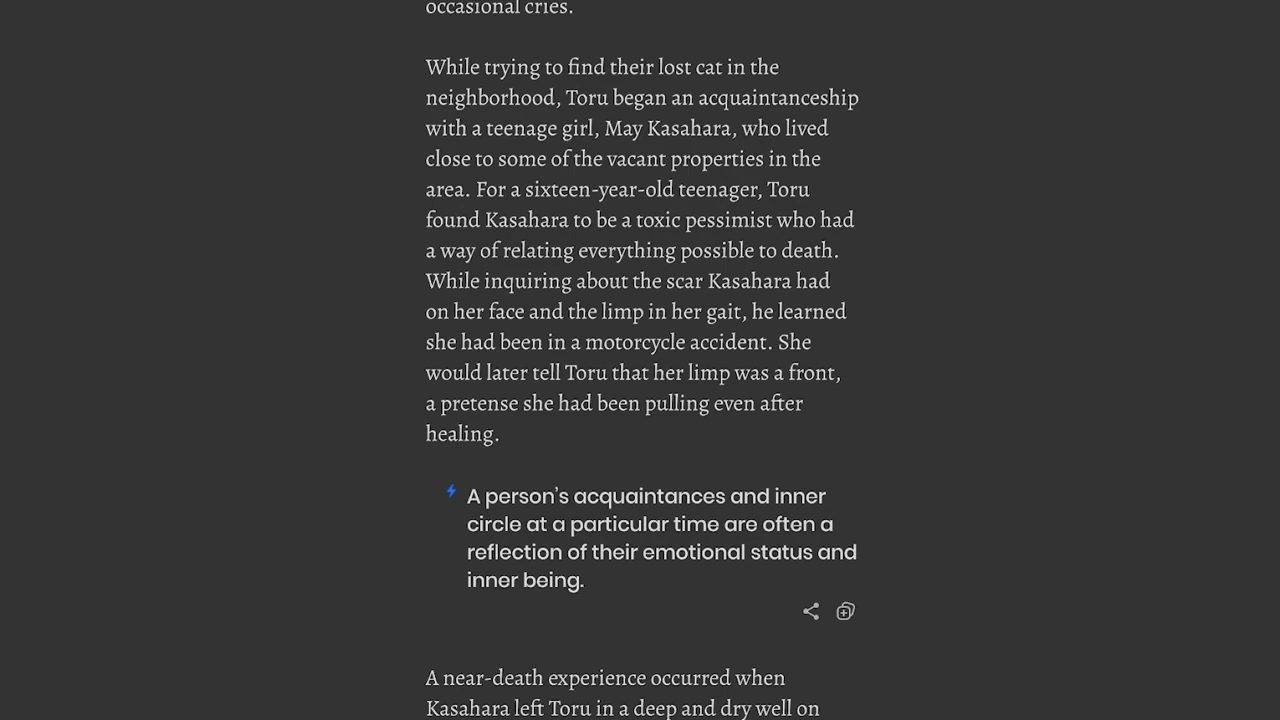 occasional cries.
While trying to find their lost cat in the
neighborhood, Toru began an acquaintanceship
with a teenage girl, May Kasahara, who lived
close to some of the vacant properties in the
area. For a sixteen-year-old teenager, Toru
found Kasahara to be a toxic pessimist who had
a way of relating everything possible to death.
While inquiring about the scar Kasahara had
on her face and the limp in her gait, he learned
she had been in a motorcycle accident. She
would later tell Toru that her limp was a front,
a pretense she had been pulling even after
healing.
A person’s acquaintances and inner
circle at a particular time are often a
reflection of their emotional status and
inner being.
A near-death experience occurred when
Kasahara left Toru in a deep and dry well on